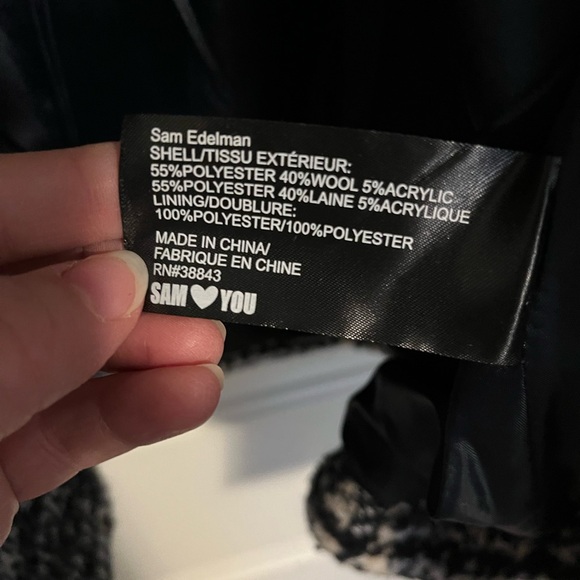 Sam Edelman
SHELL/TISSU EXTÉRIEUR:
55%POLYESTER 40%WOOL 5%ACRYLIC
55%POLYESTER 40%LAINE 5%ACRYLIQUE
LINING/DOUBLURE:
100%POLYESTER/100%POLYESTER
MADE IN CHINA/
FABRIQUE EN CHINE
RN#38843
SAM ♥ YOU